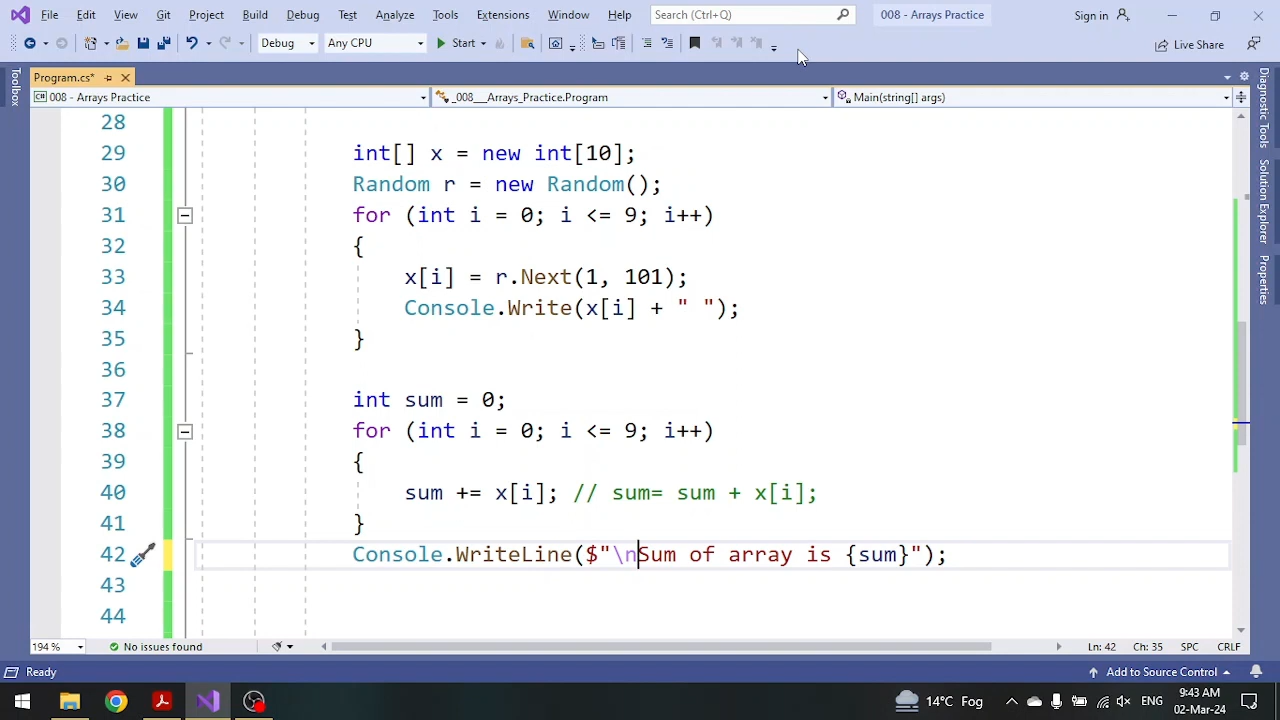 File Edit View Git Project Build Debug Test Analyze Tools Extensions Window Help Search (Ctrl+Q) 008 - Arrays Practice Sign in
Debug Any CPU Start Live Share
Program.cs*
008 - Arrays Practice _008___Arrays_Practice.Program Main(string[] args)
Toolbox
Diagnostic Tools
Solution Explorer
Properties
28
29 int[] x = new int[10];
30 Random r = new Random();
31 for (int i = 0; i <= 9; i++)
32 {
33 x[i] = r.Next(1, 101);
34 Console.Write(x[i] + " ");
35 }
36
37 int sum = 0;
38 for (int i = 0; i <= 9; i++)
39 {
40 sum += x[i]; // sum= sum + x[i];
41 }
42 Console.WriteLine($"\nSum of array is {sum}");
43
44
194 % No issues found Ln: 42 Ch: 35 SPC CRLF
Ready Add to Source Control
14°C Fog ENG 9:43 AM
02-Mar-24